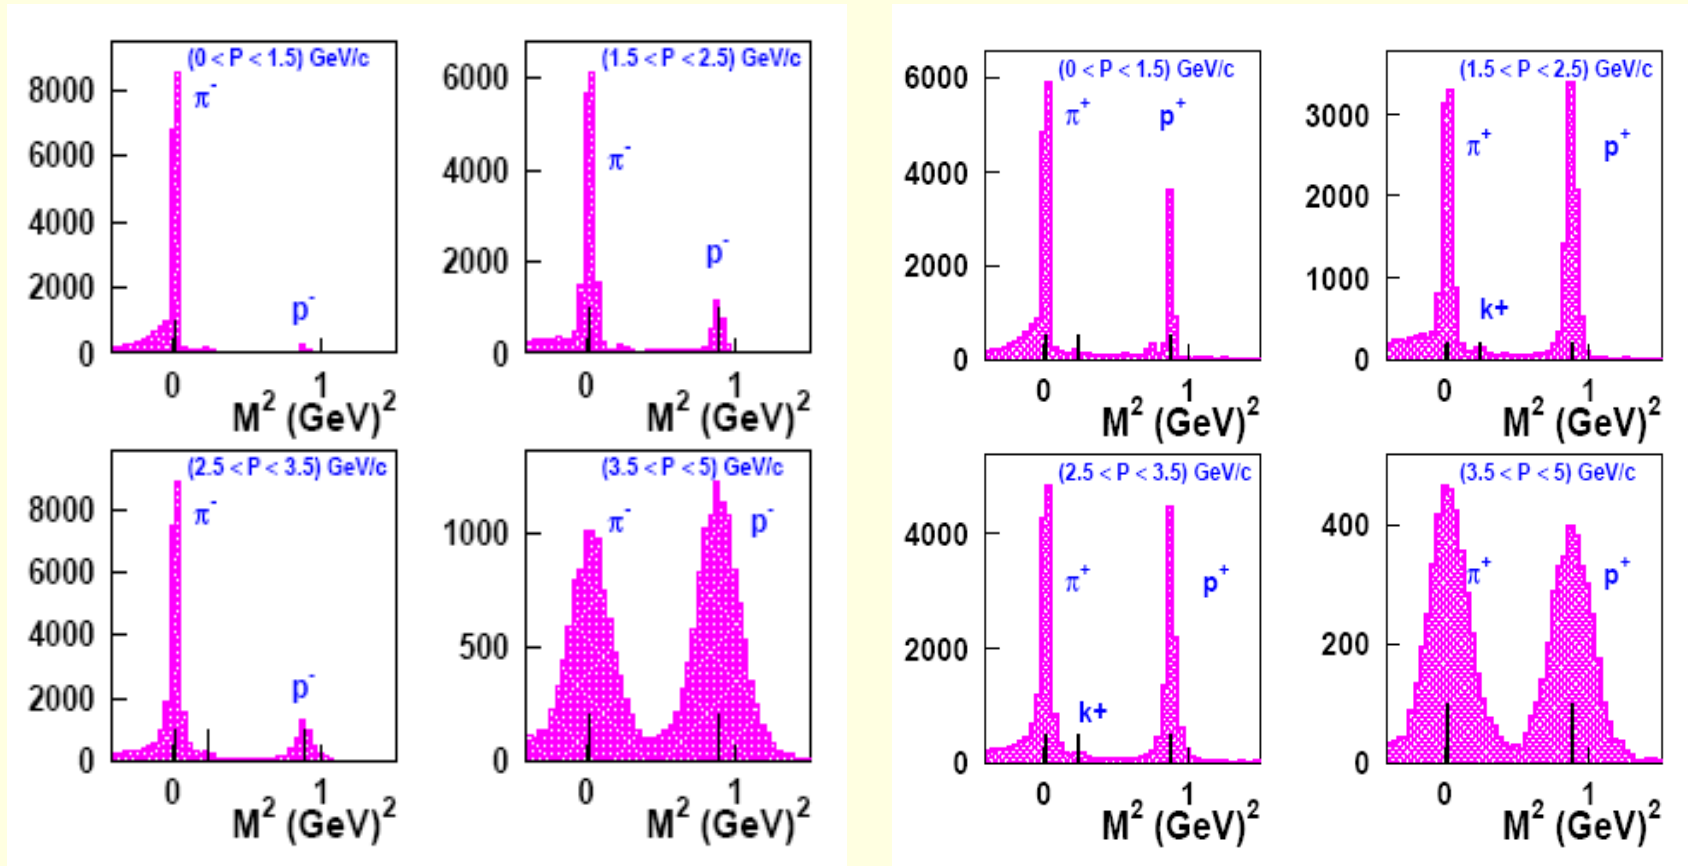 (0 < P < 1.5) GeV/c
π⁻
p⁻
8000
6000
4000
2000
0
0 1
M² (GeV)²
(1.5 < P < 2.5) GeV/c
π⁻
p⁻
6000
4000
2000
0
0 1
M² (GeV)²
(0 < P < 1.5) GeV/c
π⁺ p⁺
6000
4000
2000
0
0 1
M² (GeV)²
(1.5 < P < 2.5) GeV/c
π⁺ p⁺
k+
3000
2000
1000
0
0 1
M² (GeV)²
(2.5 < P < 3.5) GeV/c
π⁻
p⁻
8000
6000
4000
2000
0
0 1
M² (GeV)²
(3.5 < P < 5) GeV/c
π⁻ p⁻
1000
500
0
0 1
M² (GeV)²
(2.5 < P < 3.5) GeV/c
π⁺ p⁺
k+
4000
2000
0
0 1
M² (GeV)²
(3.5 < P < 5) GeV/c
π⁺ p⁺
400
200
0
0 1
M² (GeV)²